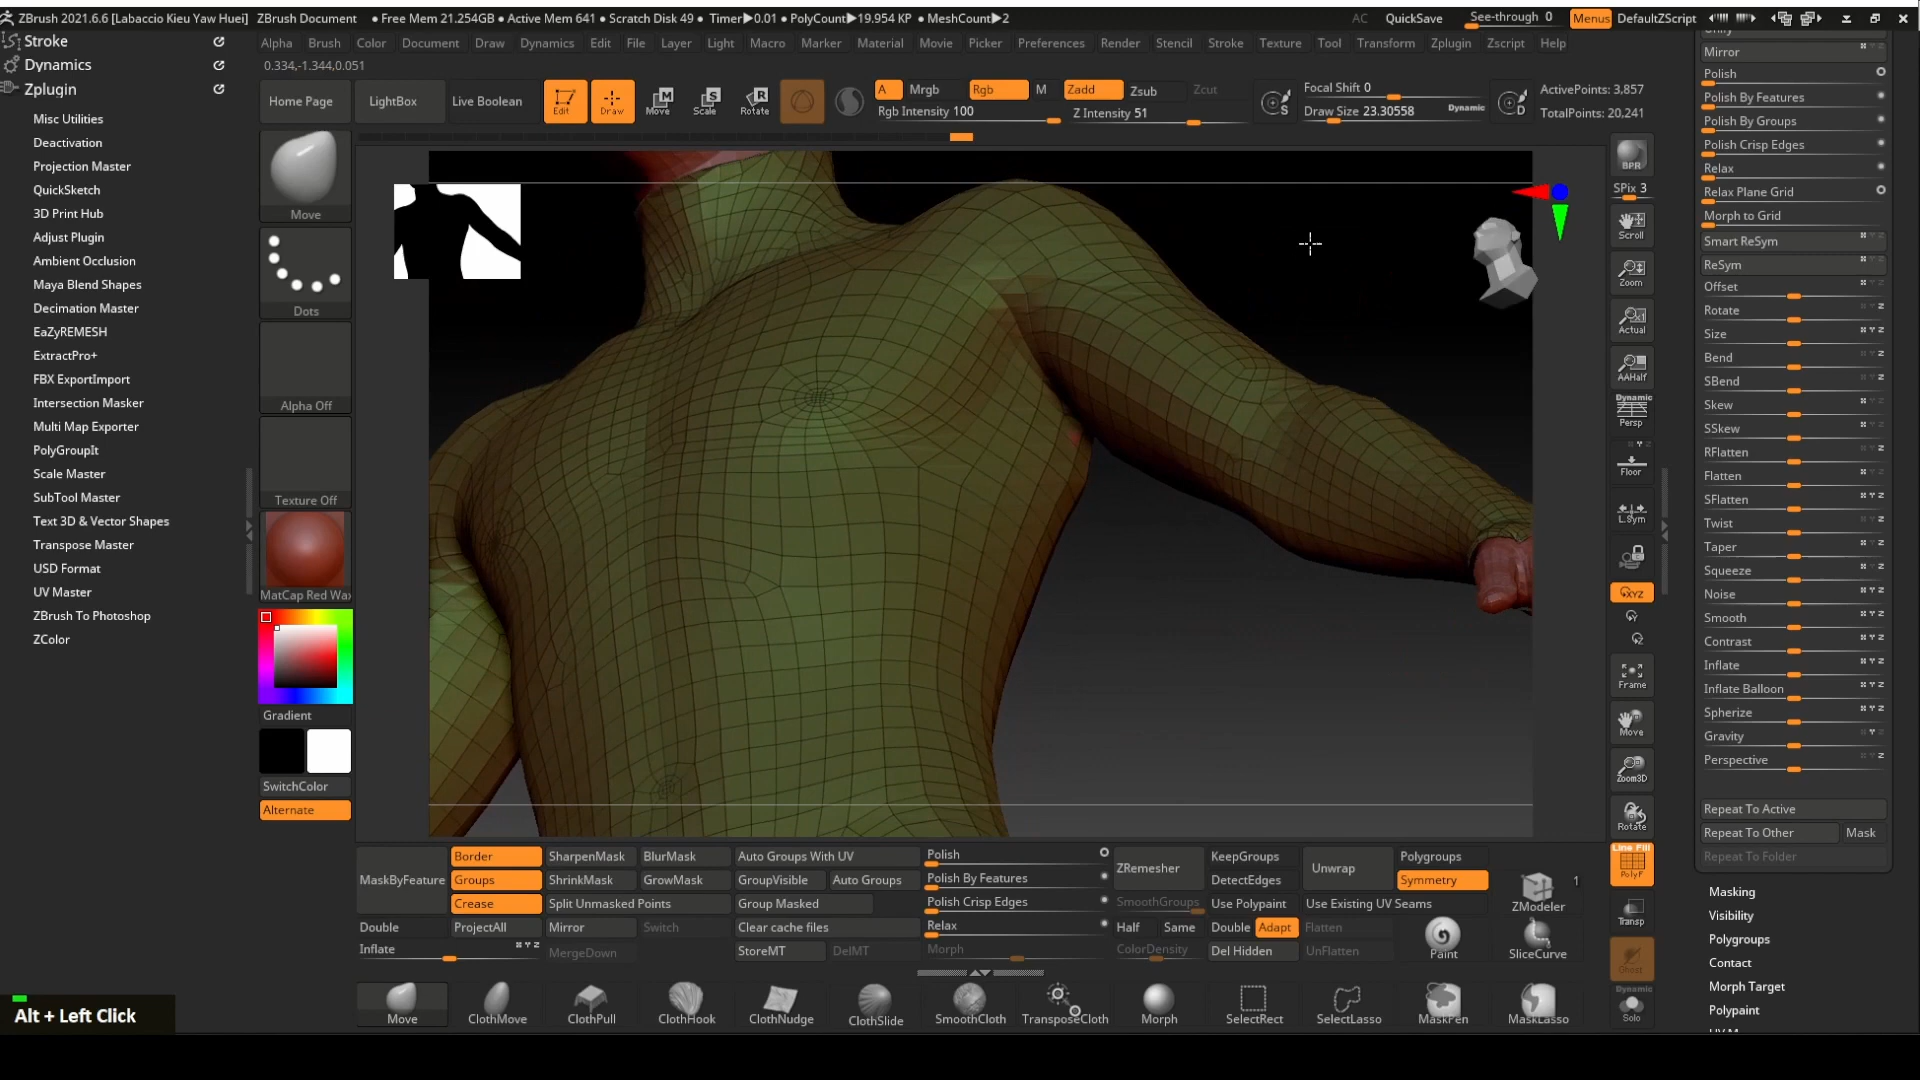 ZBrush 2021.6.6 [Labaccio Kieu Yaw Huei] ZBrush Document • Free Mem 21.254GB • Active Mem 641 • Scratch Disk 49 • Timer▶0.01 • PolyCount▶19.954 KP • MeshCount▶2 AC QuickSave See-through 0 Menus DefaultZScript
Alpha Brush Color Document Draw Dynamics Edit File Layer Light Macro Marker Material Movie Picker Preferences Render Stencil Stroke Texture Tool Transform Zplugin Zscript Help
0.334,-1.344,0.051
Stroke
Dynamics
Zplugin
Misc Utilities
Deactivation
Projection Master
QuickSketch
3D Print Hub
Adjust Plugin
Ambient Occlusion
Maya Blend Shapes
Decimation Master
EaZyREMESH
ExtractPro+
FBX ExportImport
Intersection Masker
Multi Map Exporter
PolyGroupIt
Scale Master
SubTool Master
Text 3D & Vector Shapes
Transpose Master
USD Format
UV Master
ZBrush To Photoshop
ZColor
Home Page LightBox Live Boolean Edit Draw Move Scale Rotate
A Mrgb Rgb M Zadd Zsub Zcut
Rgb Intensity 100 Z Intensity 51
Focal Shift 0
Draw Size 23.30558 Dynamic
ActivePoints: 3,857
TotalPoints: 20,241
Move
Dots
Alpha Off
Texture Off
MatCap Red Wax
Gradient
SwitchColor
Alternate
BPR
SPix 3
Scroll
Zoom
Actual
AAHalf
Dynamic
Persp
Floor
L.Sym
XYZ
Frame
Move
Zoom3D
Rotate
Line Fill
PolyF
Transp
Ghost
Dynamic
Solo
Mirror
Polish
Polish By Features
Polish By Groups
Polish Crisp Edges
Relax
Relax Plane Grid
Morph to Grid
Smart ReSym
ReSym
Offset
Rotate
Size
Bend
SBend
Skew
SSkew
RFlatten
Flatten
SFlatten
Twist
Taper
Squeeze
Noise
Smooth
Contrast
Inflate
Inflate Balloon
Spherize
Gravity
Perspective
Repeat To Active
Repeat To Other Mask
Repeat To Folder
Masking
Visibility
Polygroups
Contact
Morph Target
Polypaint
MaskByFeature Border SharpenMask BlurMask Auto Groups With UV Polish ZRemesher KeepGroups Unwrap Polygroups
Groups ShrinkMask GrowMask GroupVisible Auto Groups Polish By Features DetectEdges Symmetry ZModeler 1
Crease Split Unmasked Points Group Masked Polish Crisp Edges SmoothGroups Use Polypaint Use Existing UV Seams
Double ProjectAll Mirror Switch Clear cache files Relax Half Same Double Adapt Flatten
Inflate MergeDown StoreMT DelMT Morph ColorDensity Del Hidden UnFlatten Paint SliceCurve
Move ClothMove ClothPull ClothHook ClothNudge ClothSlide SmoothCloth TransposeCloth Morph SelectRect SelectLasso MaskPen MaskLasso
Alt + Left Click